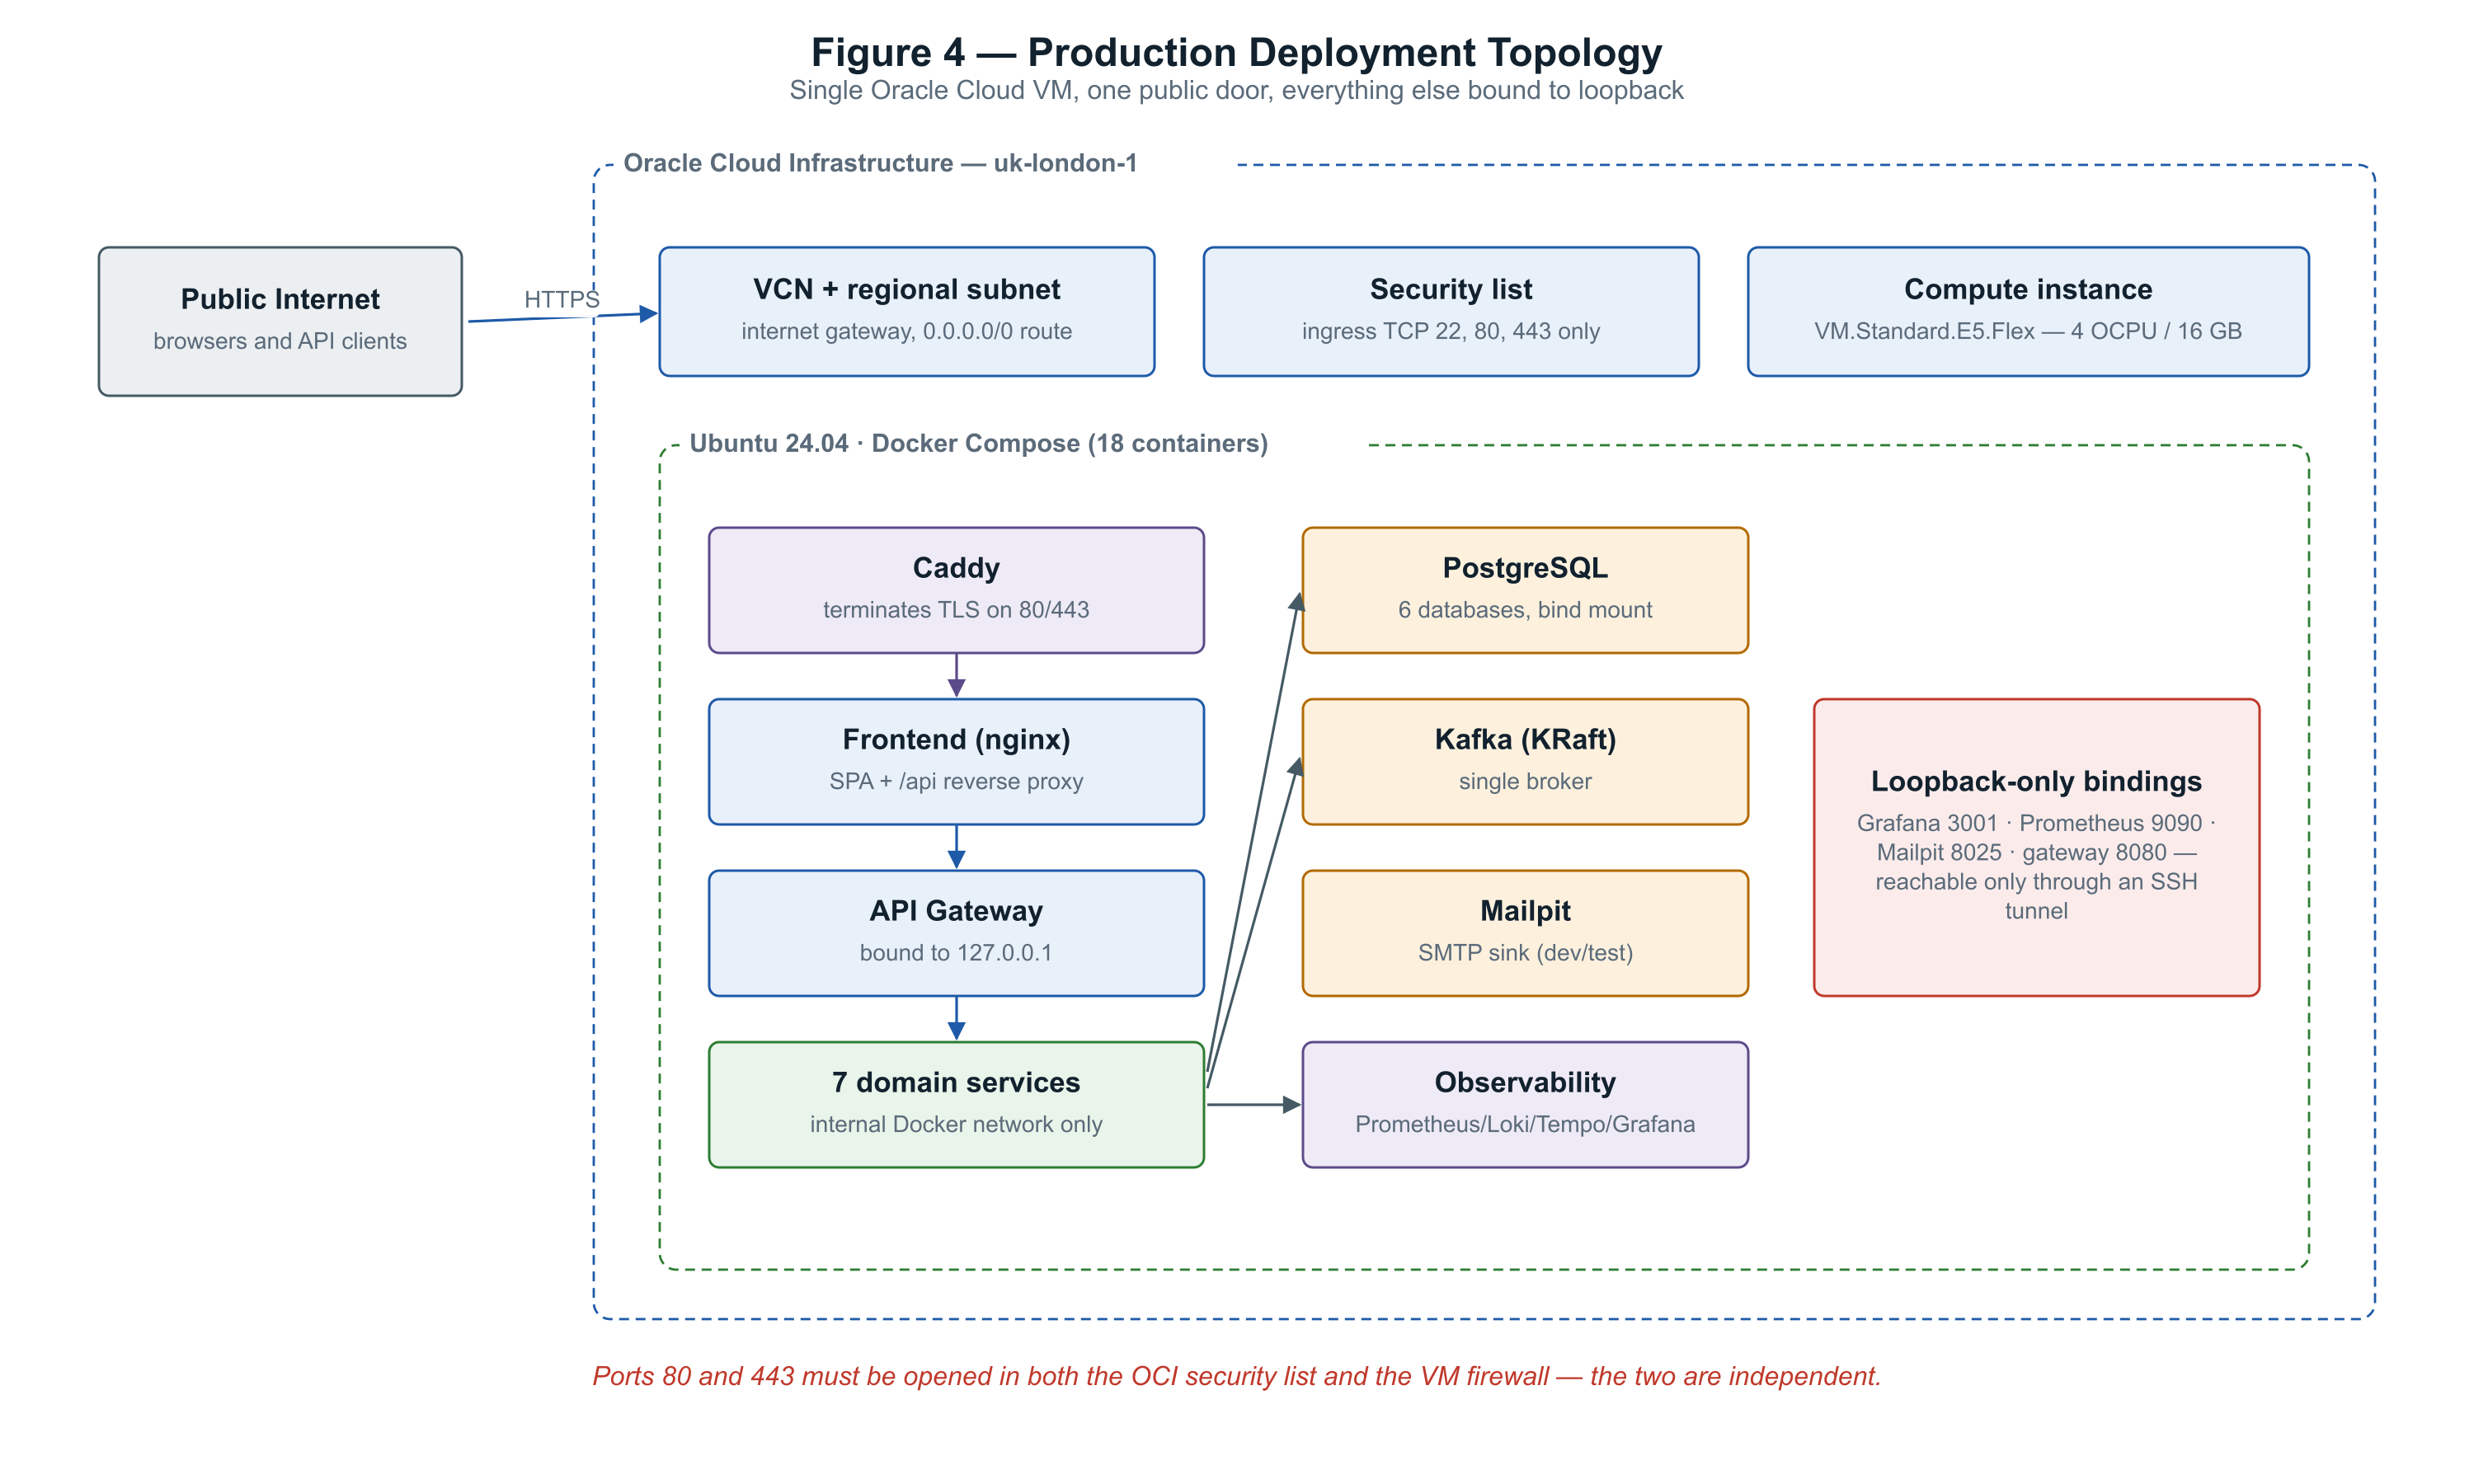 Figure 4 — Production Deployment Topology
Single Oracle Cloud VM, one public door, everything else bound to loopback
Oracle Cloud Infrastructure — uk-london-1
Public Internet
browsers and API clients
HTTPS
VCN + regional subnet
internet gateway, 0.0.0.0/0 route
Security list
ingress TCP 22, 80, 443 only
Compute instance
VM.Standard.E5.Flex — 4 OCPU / 16 GB
Ubuntu 24.04 · Docker Compose (18 containers)
Caddy
terminates TLS on 80/443
PostgreSQL
6 databases, bind mount
Frontend (nginx)
SPA + /api reverse proxy
Kafka (KRaft)
single broker
Loopback-only bindings
Grafana 3001 · Prometheus 9090 ·
Mailpit 8025 · gateway 8080 —
reachable only through an SSH
tunnel
API Gateway
bound to 127.0.0.1
Mailpit
SMTP sink (dev/test)
7 domain services
internal Docker network only
Observability
Prometheus/Loki/Tempo/Grafana
Ports 80 and 443 must be opened in both the OCI security list and the VM firewall — the two are independent.